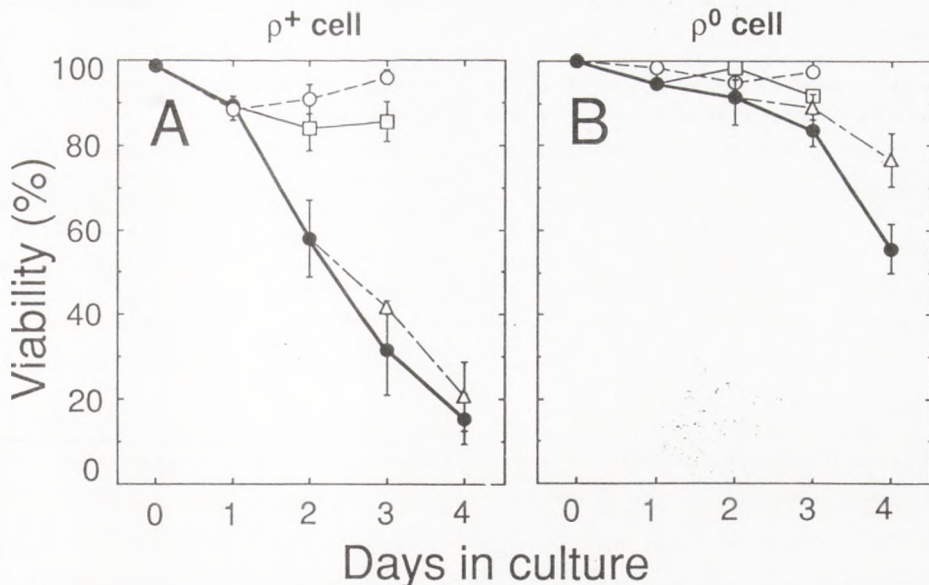 ρ⁺ cell
ρ⁰ cell
A
B
Viability (%)
100
80
60
40
20
0
0 1 2 3 4
0 1 2 3 4
Days in culture